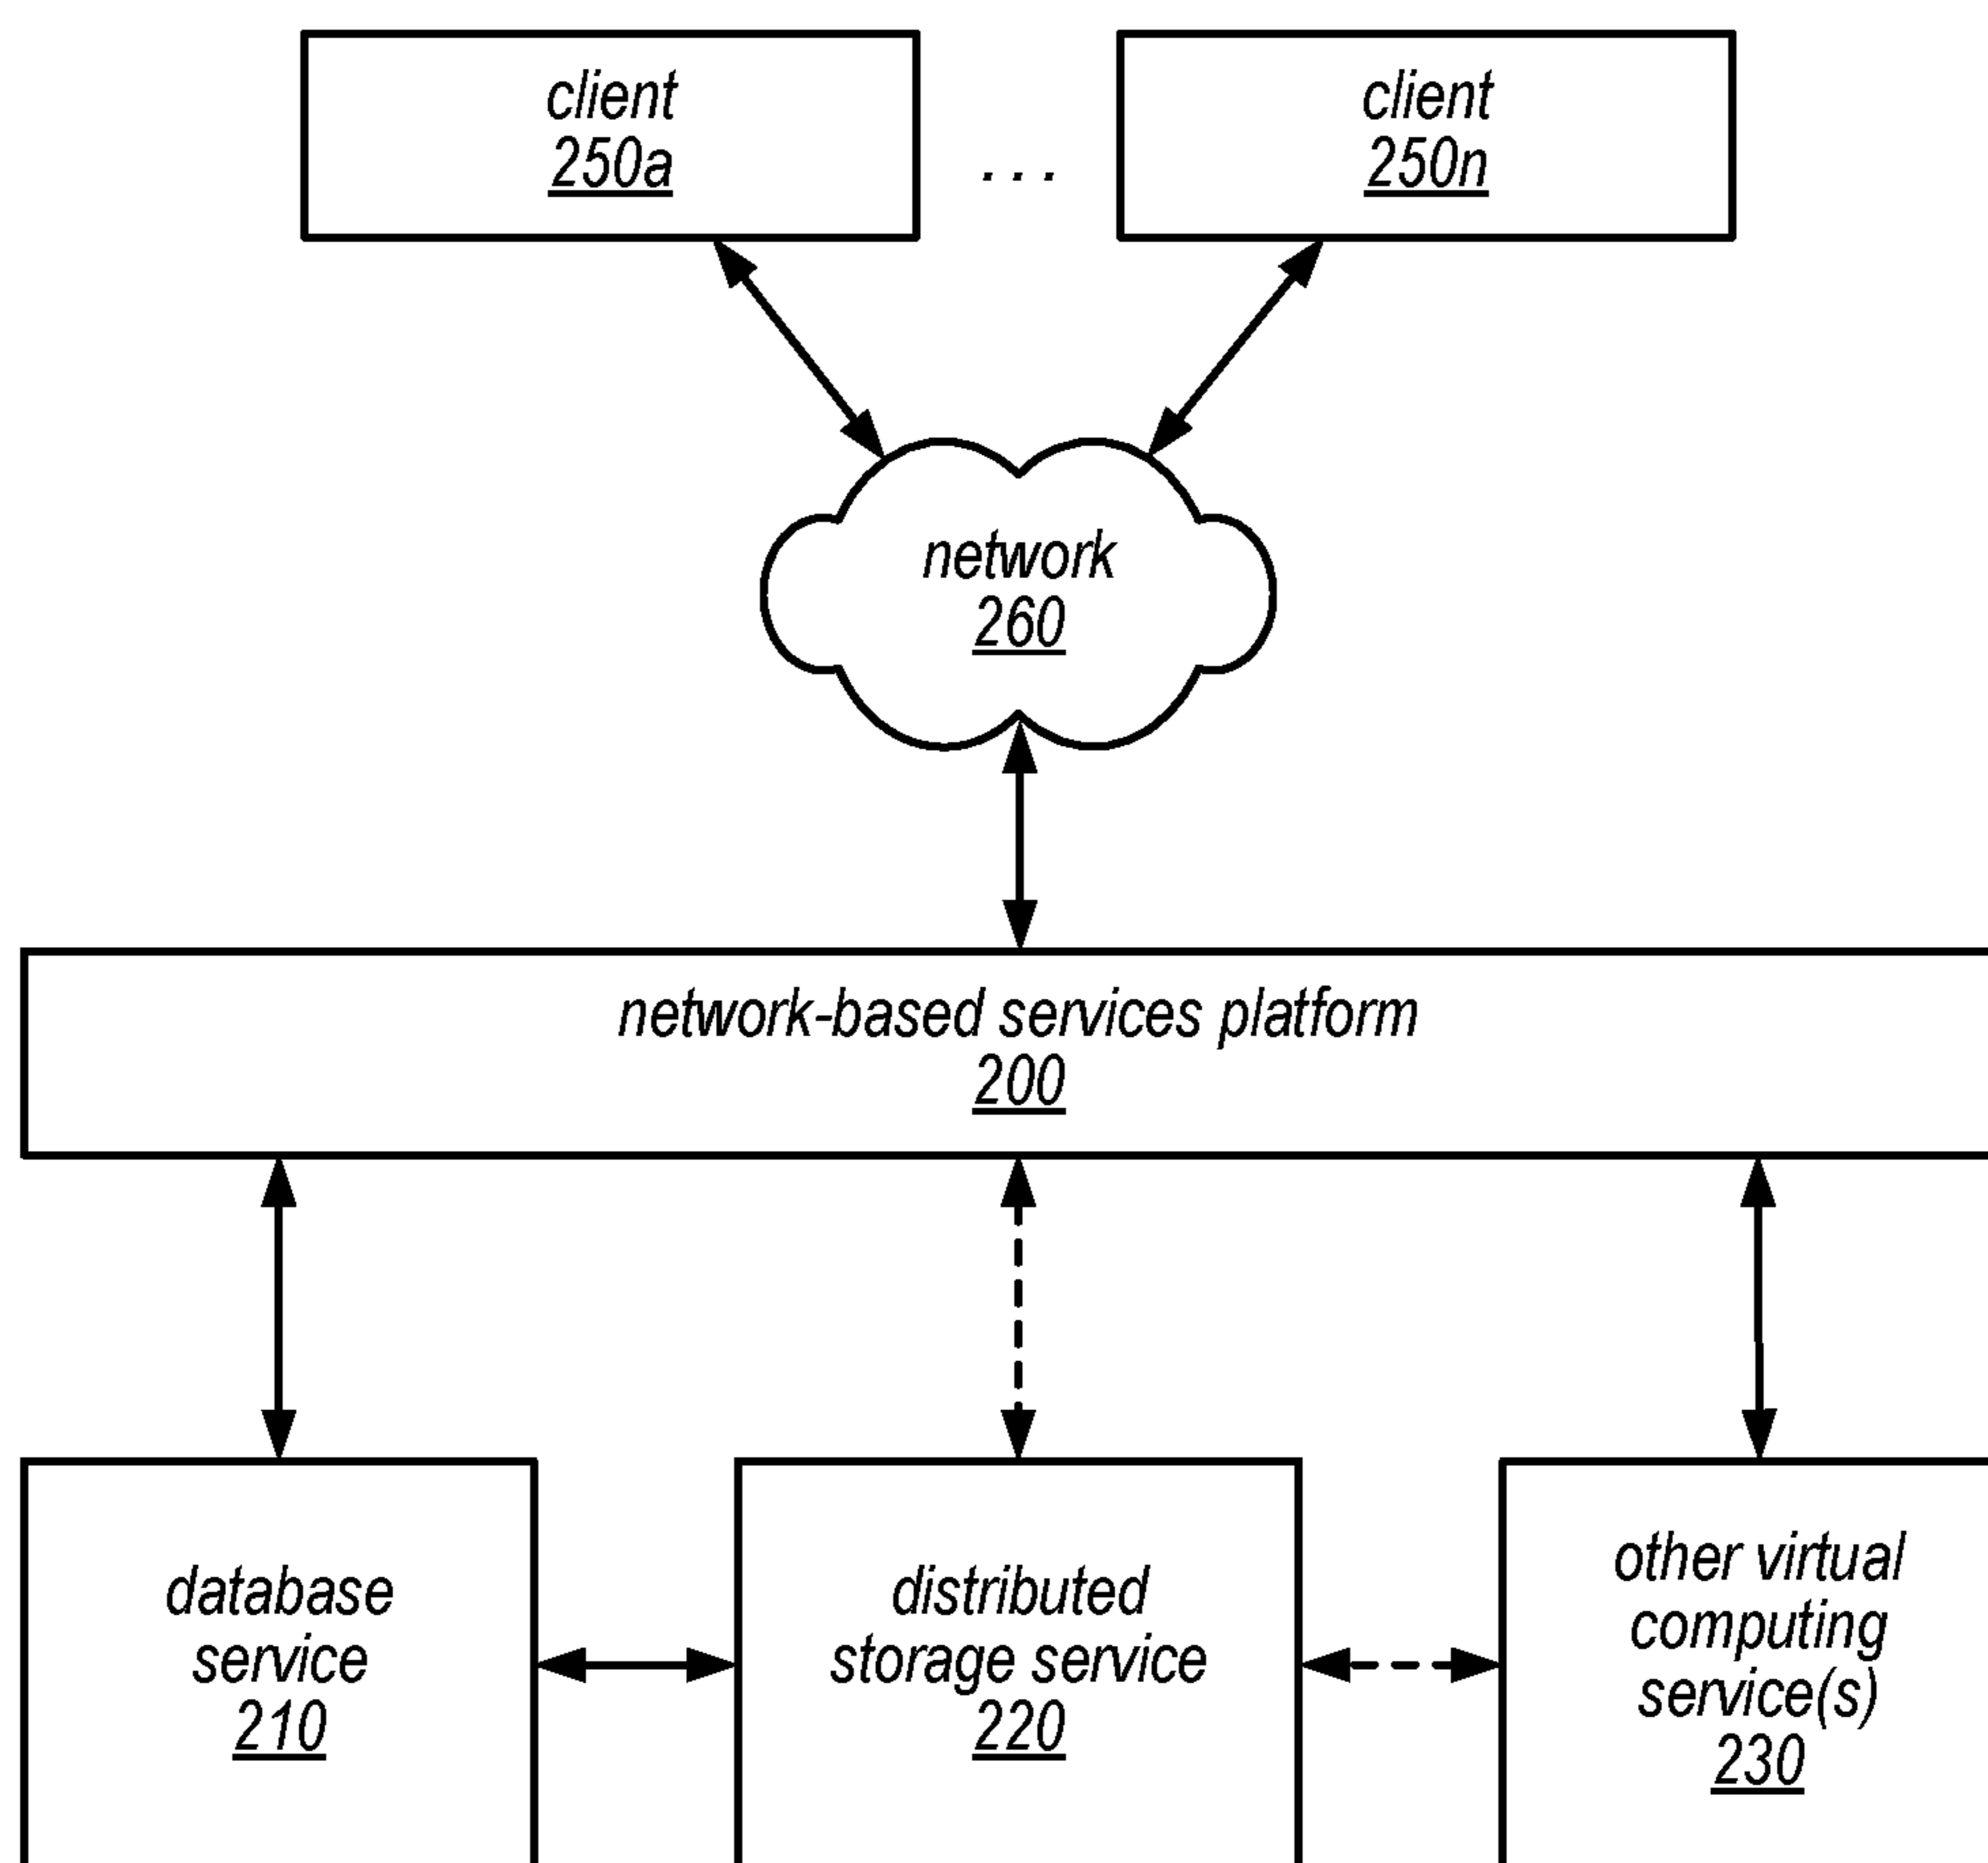 client
250a
. . .
client
250n
network
260
network-based services platform
200
database
service
210
distributed
storage service
220
other virtual
computing
service(s)
230